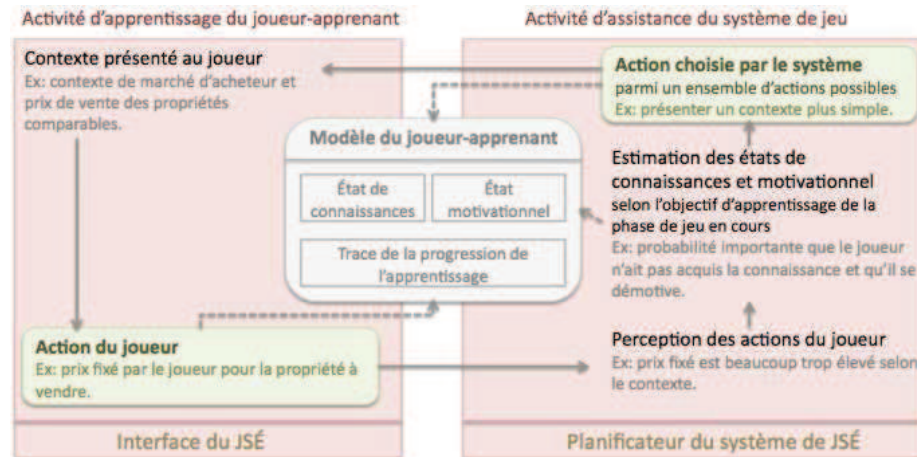 Activité d'apprentissage du joueur-apprenant
Contexte présenté au joueur
Ex: contexte de marché d'acheteur et
prix de vente des propriétés
comparables.
Action du joueur
Ex: prix fixé par le joueur pour la propriété à
vendre.
Interface du JSÉ
Modèle du joueur-apprenant
État de
connaissances
État
motivationnel
Trace de la progression de
l'apprentissage
Activité d'assistance du système de jeu
Action choisie par le système
parmi un ensemble d'actions possibles
Ex: présenter un contexte plus simple.
Estimation des états de
connaissances et motivationnel
selon l'objectif d'apprentissage de la
phase de jeu en cours
Ex: probabilité importante que le joueur
n'ait pas acquis la connaissance et qu'il se
démotive.
Perception des actions du joueur
Ex: prix fixé est beaucoup trop élevé selon
le contexte.
Planificateur du système de JSÉ